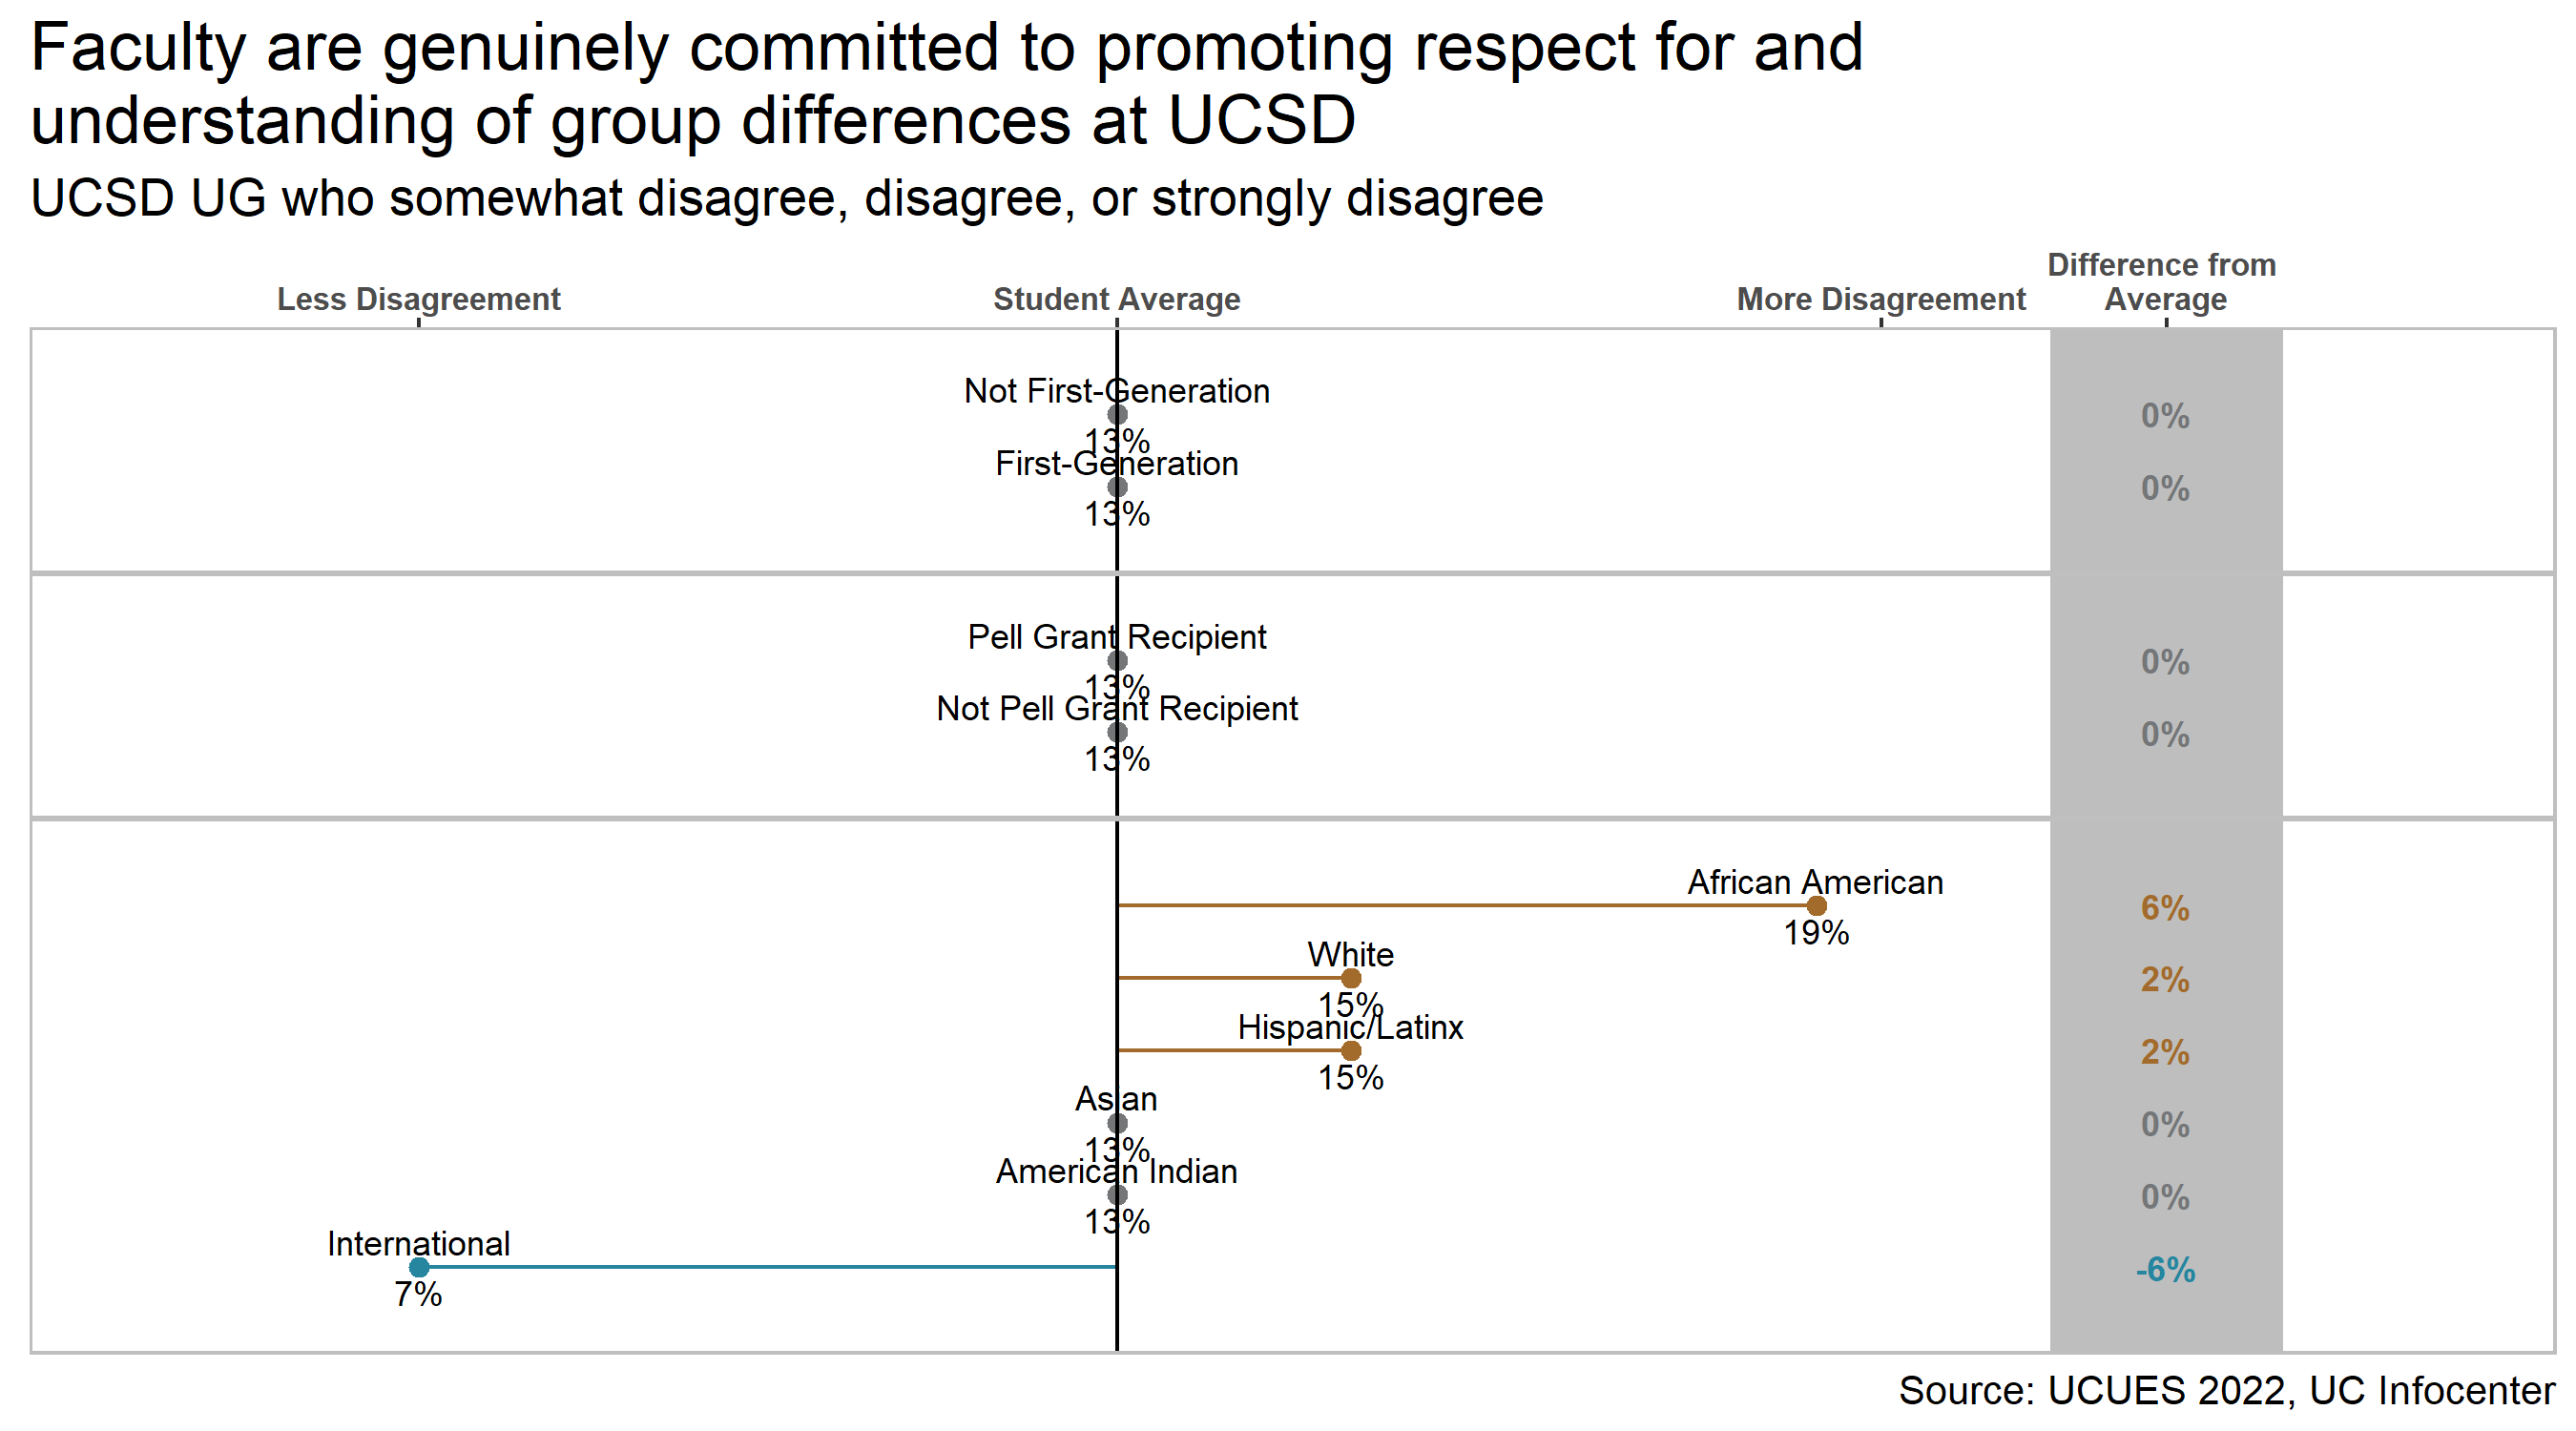 Faculty are genuinely committed to promoting respect for and
understanding of group differences at UCSD
UCSD UG who somewhat disagree, disagree, or strongly disagree
Less Disagreement
Student Average
More Disagreement
Difference from
Average
Not First-Generation
13%
0%
First-Generation
13%
0%
Pell Grant Recipient
13%
0%
Not Pell Grant Recipient
13%
0%
African American
19%
6%
White
15%
2%
Hispanic/Latinx
15%
2%
Asian
13%
0%
American Indian
13%
0%
International
7%
-6%
Source: UCUES 2022, UC Infocenter